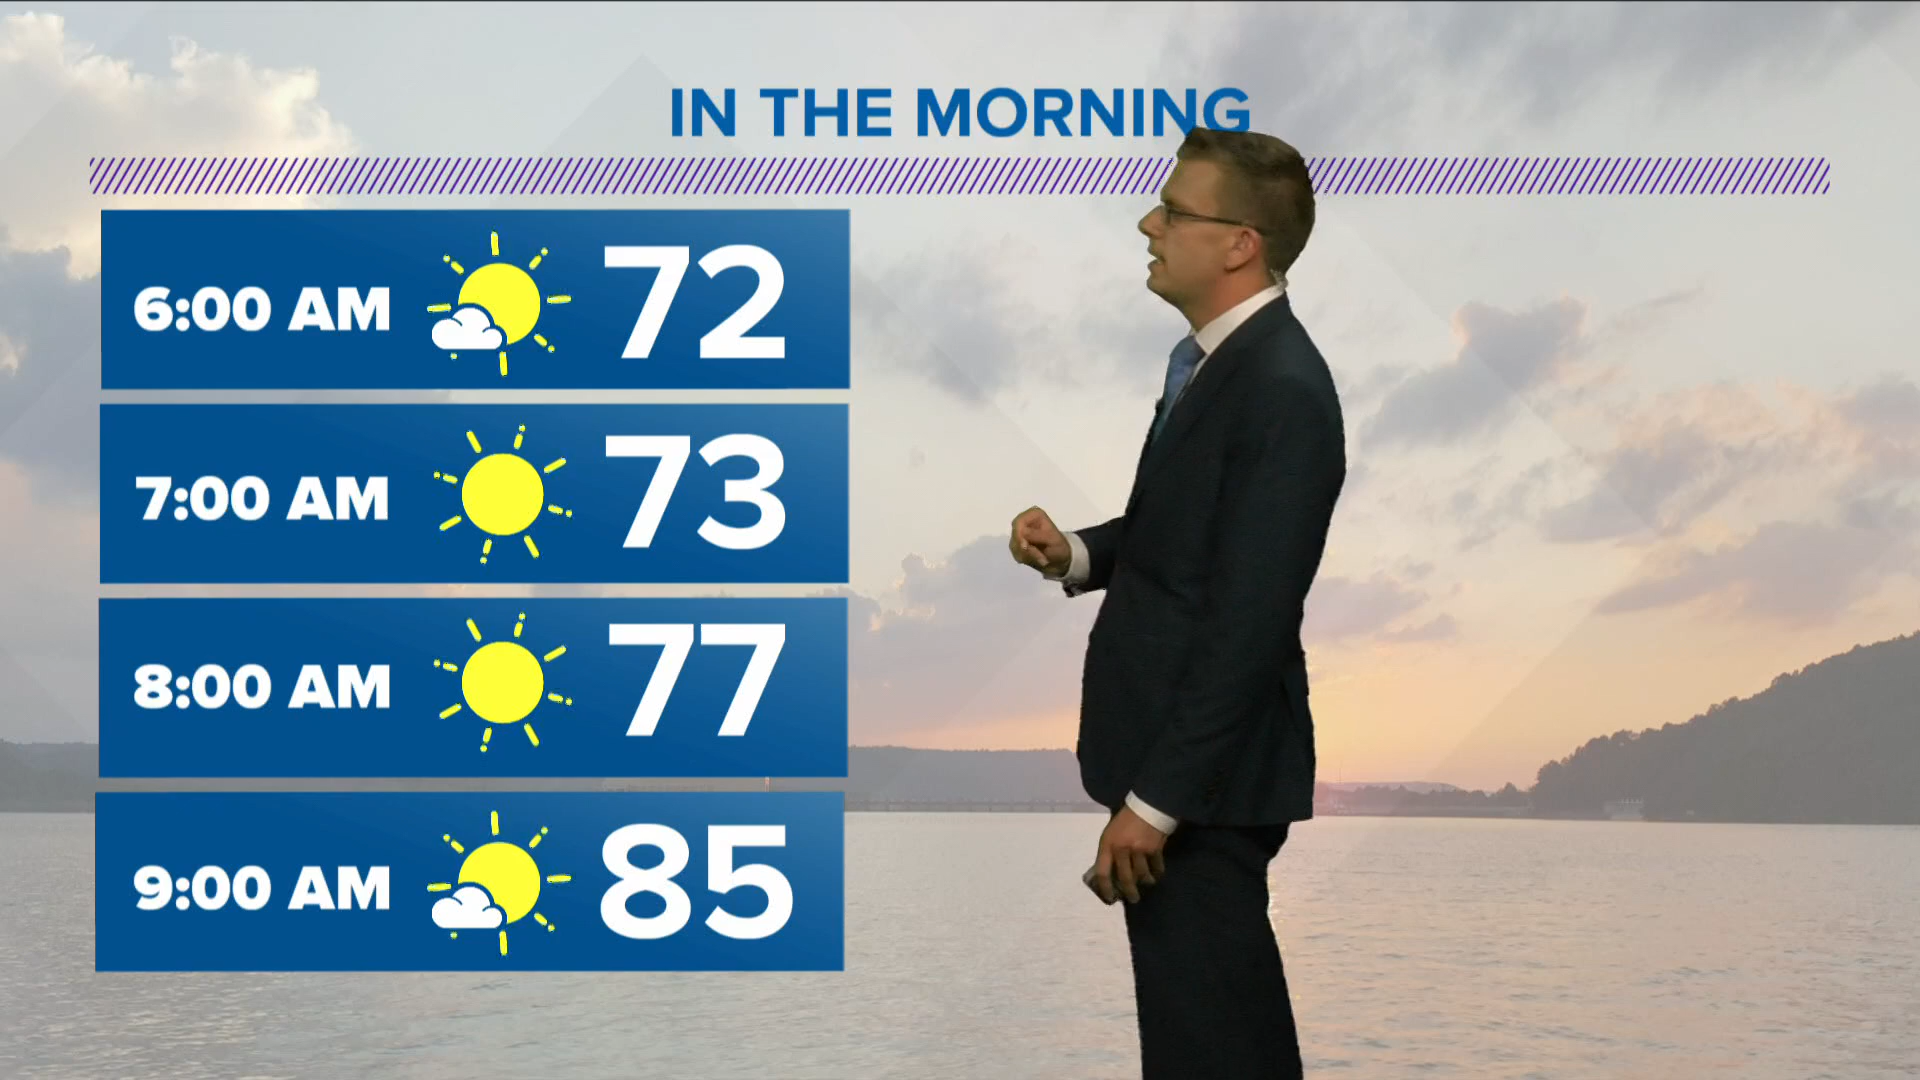 IN THE MORNING
6:00 AM 72
7:00 AM 73
8:00 AM 77
9:00 AM 85